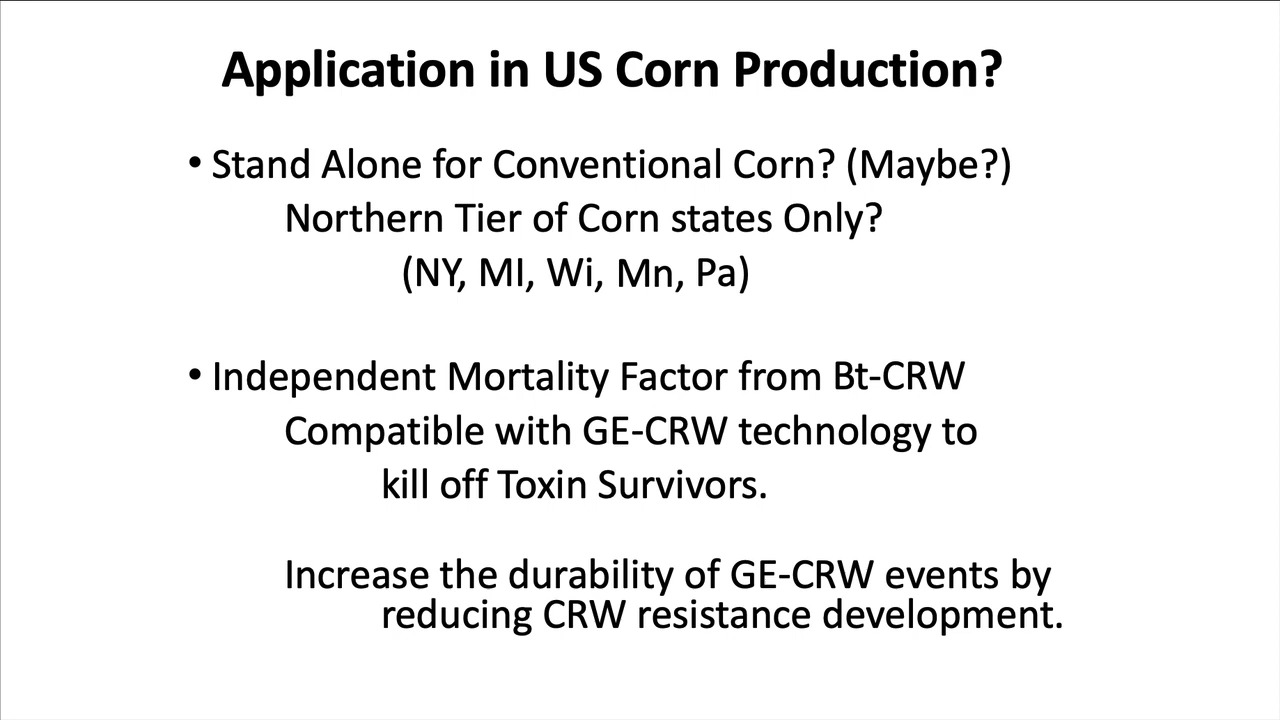 Application in US Corn Production?
• Stand Alone for Conventional Corn? (Maybe?)
Northern Tier of Corn states Only?
(NY, MI, Wi, Mn, Pa)
• Independent Mortality Factor from Bt-CRW
Compatible with GE-CRW technology to
kill off Toxin Survivors.
Increase the durability of GE-CRW events by
reducing CRW resistance development.